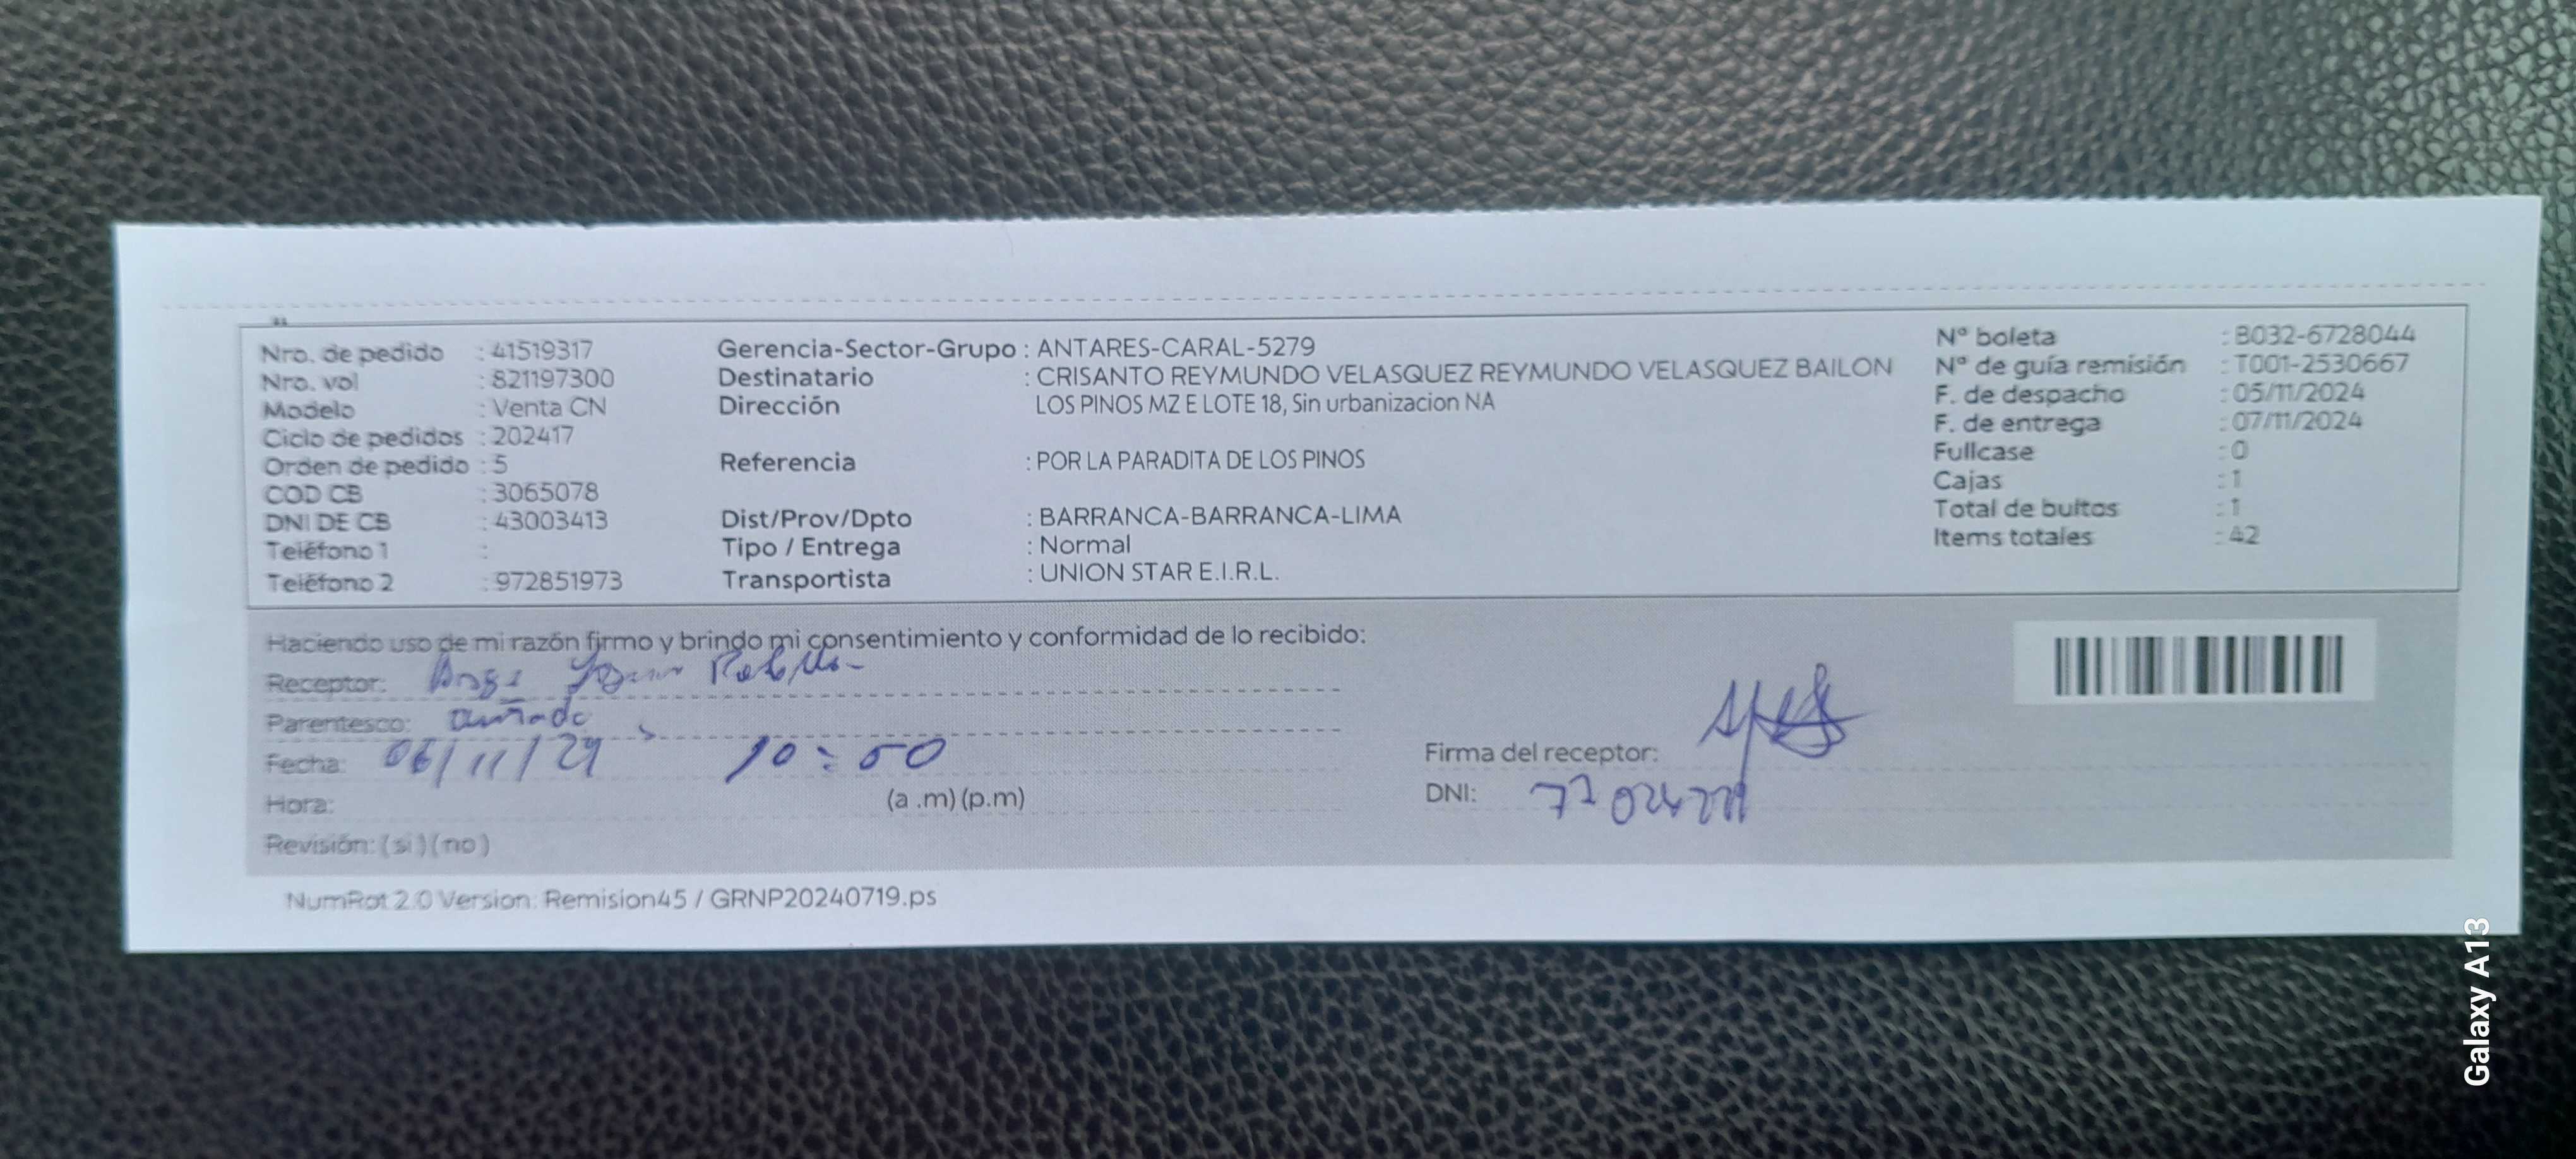 Nro. de pedido : 41519317
Nro. vol : 821197300
Modelo : Venta CN
Ciclo de pedidos : 202417
Orden de pedido : 5
COD CB : 3065078
DNI DE CB : 43003413
Teléfono 1 :
Teléfono 2 : 972851973
Gerencia-Sector-Grupo : ANTARES-CARAL-5279
Destinatario : CRISANTO REYMUNDO VELASQUEZ REYMUNDO VELASQUEZ BAILON
Dirección LOS PINOS MZ E LOTE 18, Sin urbanizacion NA
Referencia : POR LA PARADITA DE LOS PINOS
Dist/Prov/Dpto : BARRANCA-BARRANCA-LIMA
Tipo / Entrega : Normal
Transportista : UNION STAR E.I.R.L.
Nº boleta : B032-6728044
Nº de guía remisión : T001-2530667
F. de despacho : 05/11/2024
F. de entrega : 07/11/2024
Fullcase : 0
Cajas : 1
Total de bultos : 1
Items totales : 42
Haciendo uso de mi razón firmo y brindo mi consentimiento y conformidad de lo recibido:
Receptor:
Parentesco: cuñado
Fecha: 06/11/24 10:50
Hora: (a .m) (p.m)
Revisión: ( si ) ( no )
Firma del receptor:
DNI:
NumRot 2.0 Version: Remision45 / GRNP20240719.ps
Galaxy A13